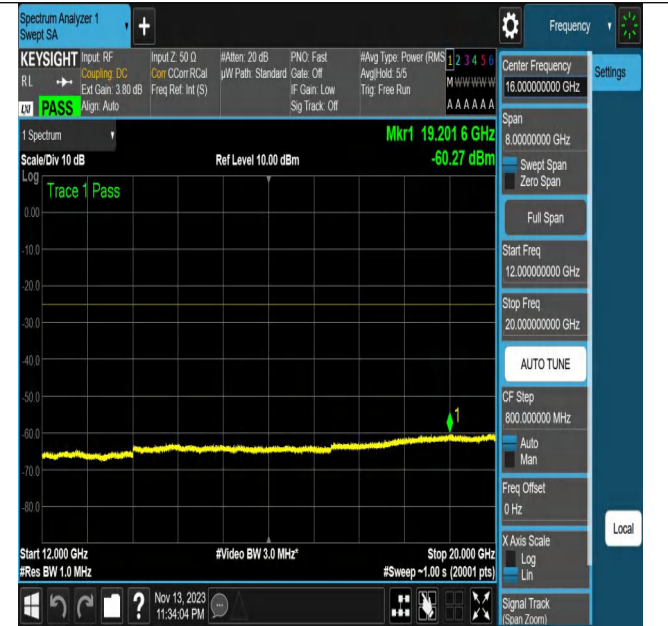 Spectrum Analyzer 1
Swept SA
+
Frequency
KEYSIGHT
RL
LXI
PASS
Input: RF
Coupling: DC
Ext Gain: 3.80 dB
Align: Auto
Input Z: 50 Ω
Corr CCorr RCal
Freq Ref: Int (S)
#Atten: 20 dB
µW Path: Standard
PNO: Fast
Gate: Off
IF Gain: Low
Sig Track: Off
#Avg Type: Power (RMS
Avg|Hold: 5/5
Trig: Free Run
1 2 3 4 5 6
M W W W W W
A A A A A A
1 Spectrum
Scale/Div 10 dB
Ref Level 10.00 dBm
Mkr1 19.201 6 GHz
-60.27 dBm
Log
Trace 1 Pass
0.00
-10.0
-20.0
-30.0
-40.0
-50.0
-60.0
-70.0
-80.0
1
Start 12.000 GHz
#Res BW 1.0 MHz
#Video BW 3.0 MHz*
Stop 20.000 GHz
#Sweep ~1.00 s (20001 pts)
Nov 13, 2023
11:34:04 PM
?
Center Frequency
16.000000000 GHz
Span
8.00000000 GHz
Swept Span
Zero Span
Full Span
Start Freq
12.000000000 GHz
Stop Freq
20.000000000 GHz
AUTO TUNE
CF Step
800.000000 MHz
Auto
Man
Freq Offset
0 Hz
X Axis Scale
Log
Lin
Signal Track
(Span Zoom)
Settings
Local